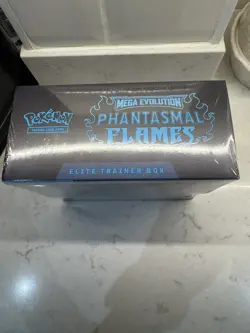 Pokémon
TRADING CARD GAME
MEGA EVOLUTION
PHANTASMAL
FLAMES
ELITE TRAINER BOX